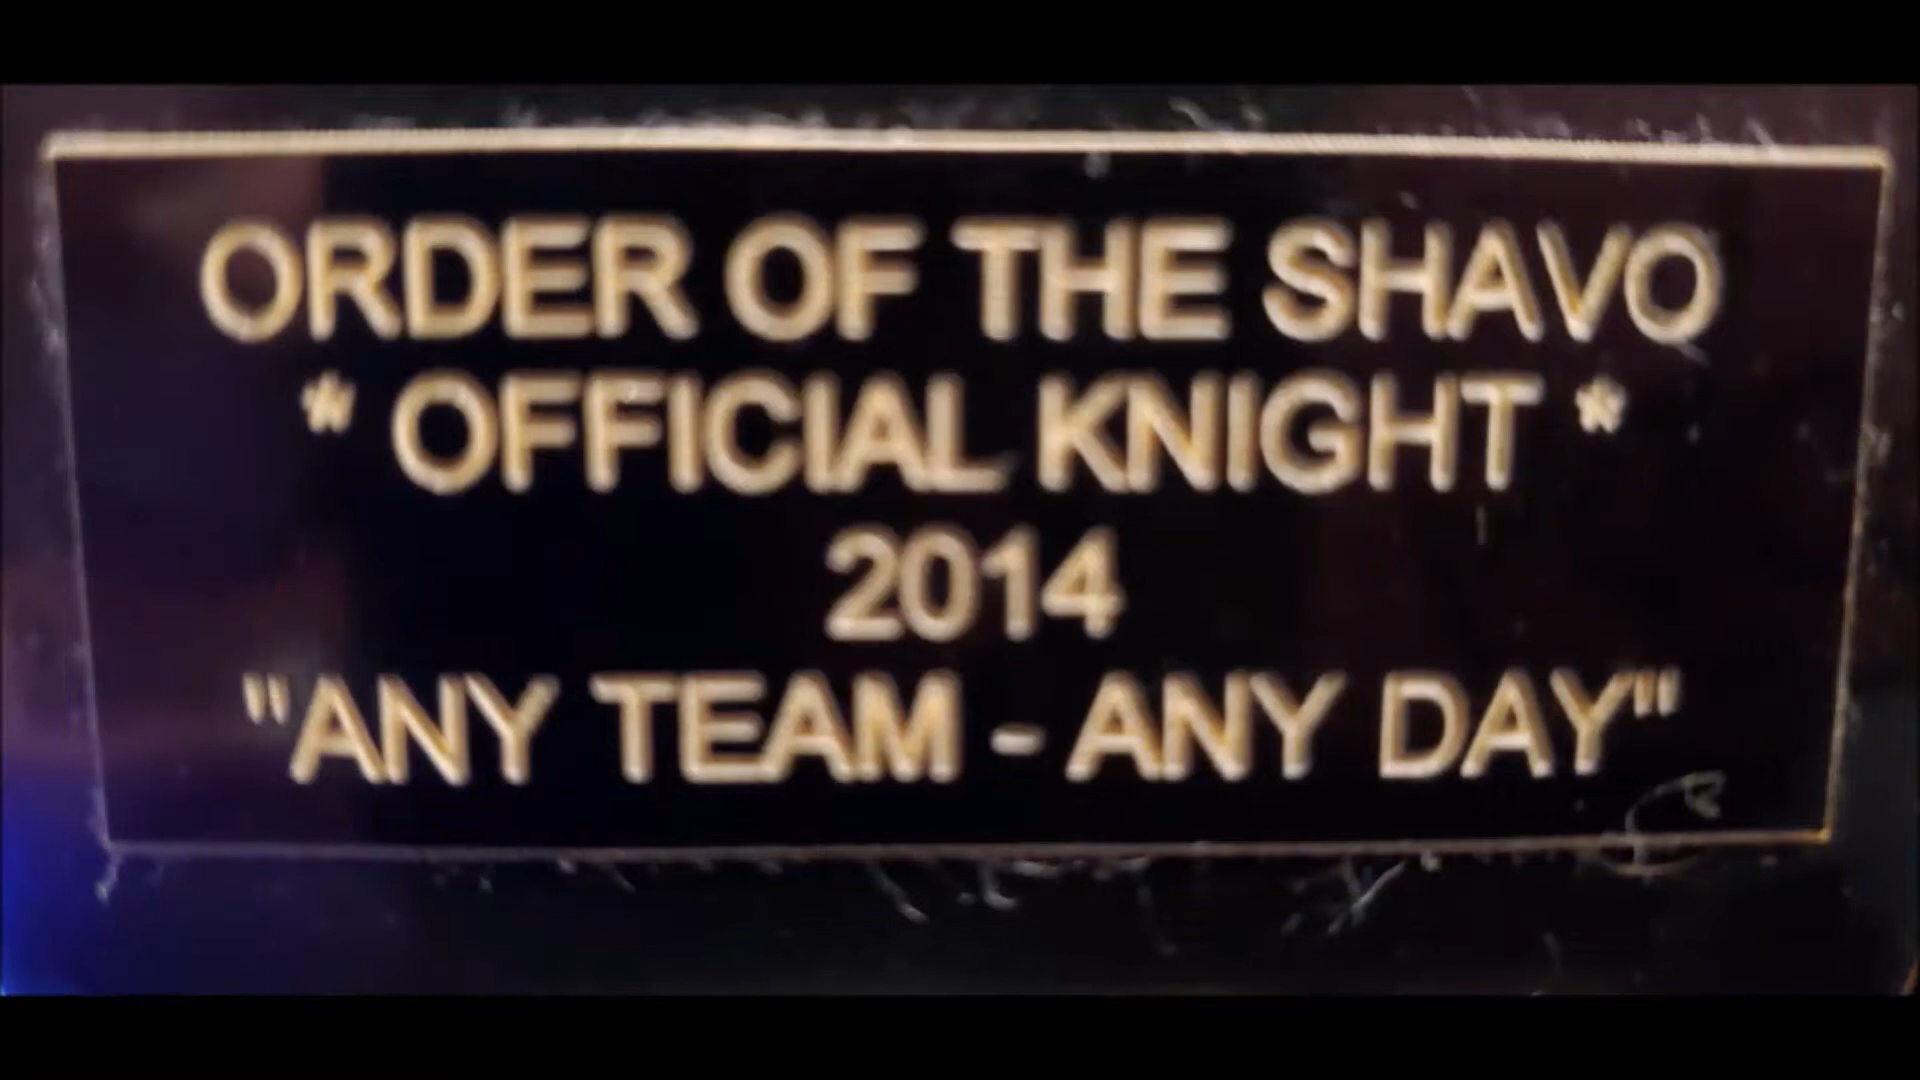 ORDER OF THE SHAVO
* OFFICIAL KNIGHT *
2014
"ANY TEAM - ANY DAY"